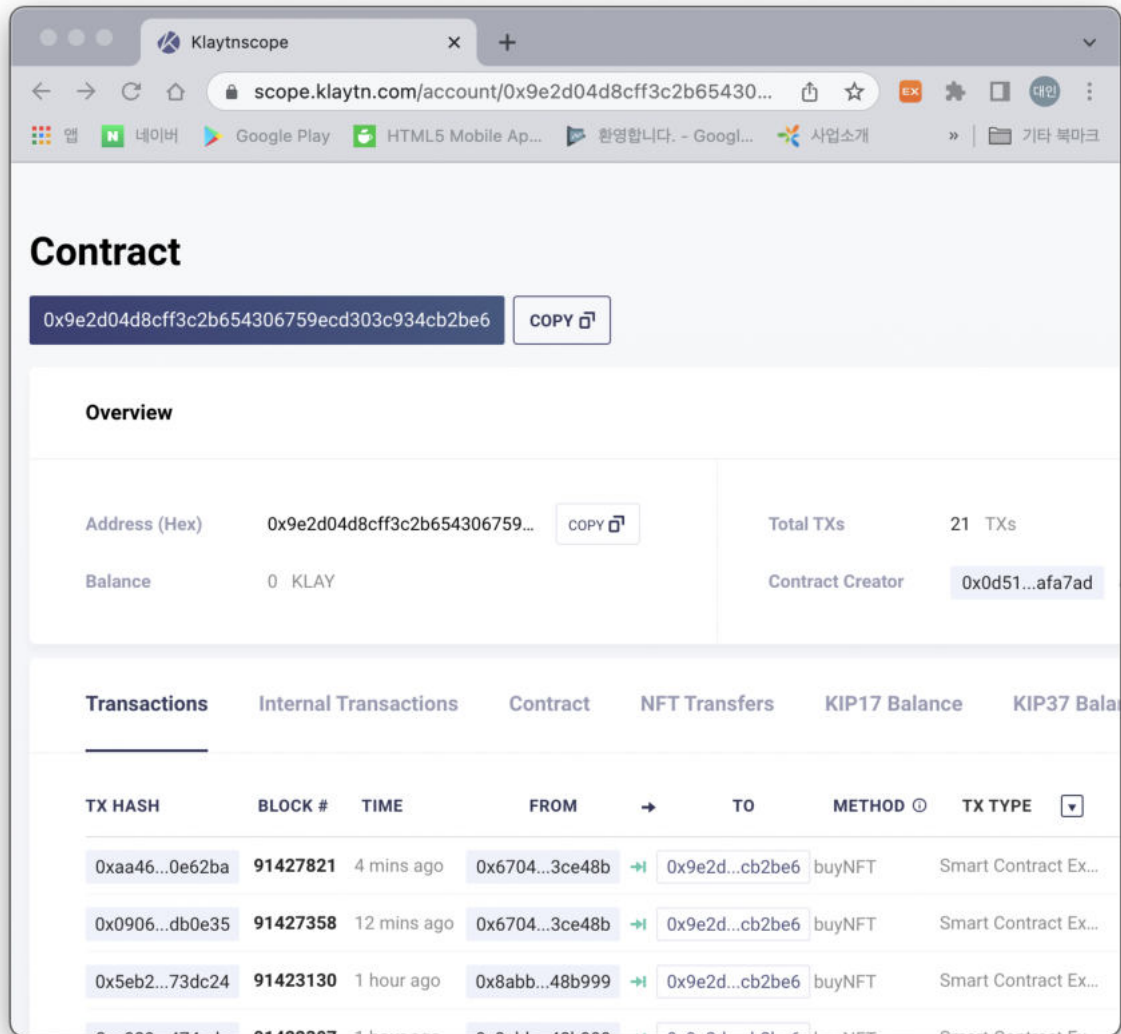 Klaytnscope
scope.klaytn.com/account/0x9e2d04d8cff3c2b65430...
EX
대인
앱
N 네이버
Google Play
HTML5 Mobile Ap...
환영합니다. - Googl...
사업소개
»
기타 북마크
Contract
0x9e2d04d8cff3c2b654306759ecd303c934cb2be6 COPY
Overview
Address (Hex) 0x9e2d04d8cff3c2b654306759... COPY Total TXs 21 TXs
Balance 0 KLAY Contract Creator 0x0d51...afa7ad
Transactions Internal Transactions Contract NFT Transfers KIP17 Balance KIP37 Balan
TX HASH BLOCK # TIME FROM → TO METHOD TX TYPE
0xaa46...0e62ba 91427821 4 mins ago 0x6704...3ce48b 0x9e2d...cb2be6 buyNFT Smart Contract Ex...
0x0906...db0e35 91427358 12 mins ago 0x6704...3ce48b 0x9e2d...cb2be6 buyNFT Smart Contract Ex...
0x5eb2...73dc24 91423130 1 hour ago 0x8abb...48b999 0x9e2d...cb2be6 buyNFT Smart Contract Ex...